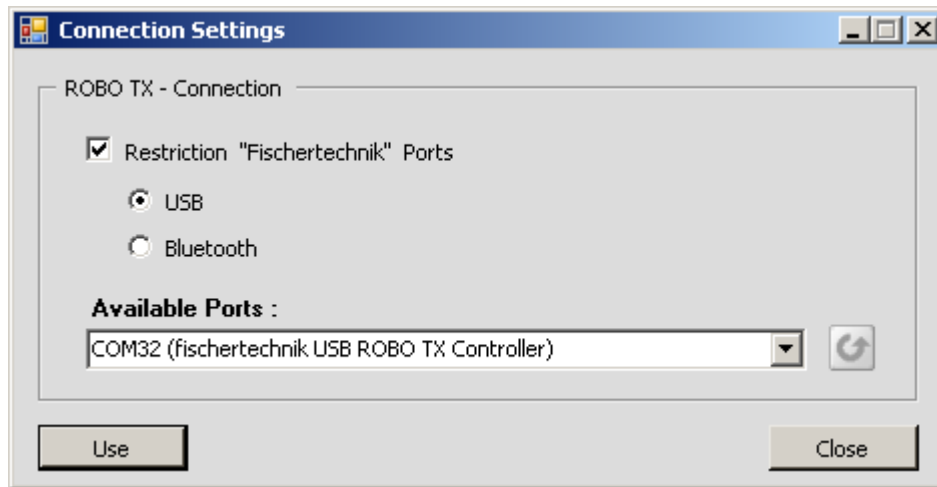 Connection Settings
ROBO TX - Connection
Restriction "Fischertechnik" Ports
USB
Bluetooth
Available Ports :
COM32 (fischertechnik USB ROBO TX Controller)
Use
Close